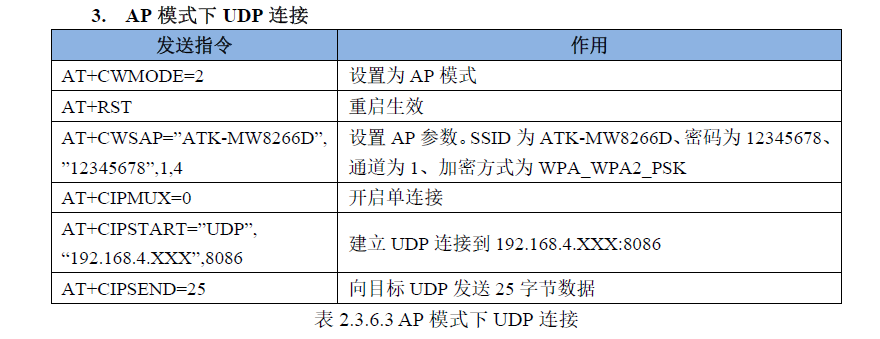 3. AP 模式下 UDP 连接
发送指令 作用
AT+CWMODE=2 设置为 AP 模式
AT+RST 重启生效
AT+CWSAP=”ATK-MW8266D”, 设置 AP 参数。SSID 为 ATK-MW8266D、密码为 12345678、
”12345678”,1,4 通道为 1、加密方式为 WPA_WPA2_PSK
AT+CIPMUX=0 开启单连接
AT+CIPSTART=”UDP”,
“192.168.4.XXX”,8086 建立 UDP 连接到 192.168.4.XXX:8086
AT+CIPSEND=25 向目标 UDP 发送 25 字节数据
表 2.3.6.3 AP 模式下 UDP 连接